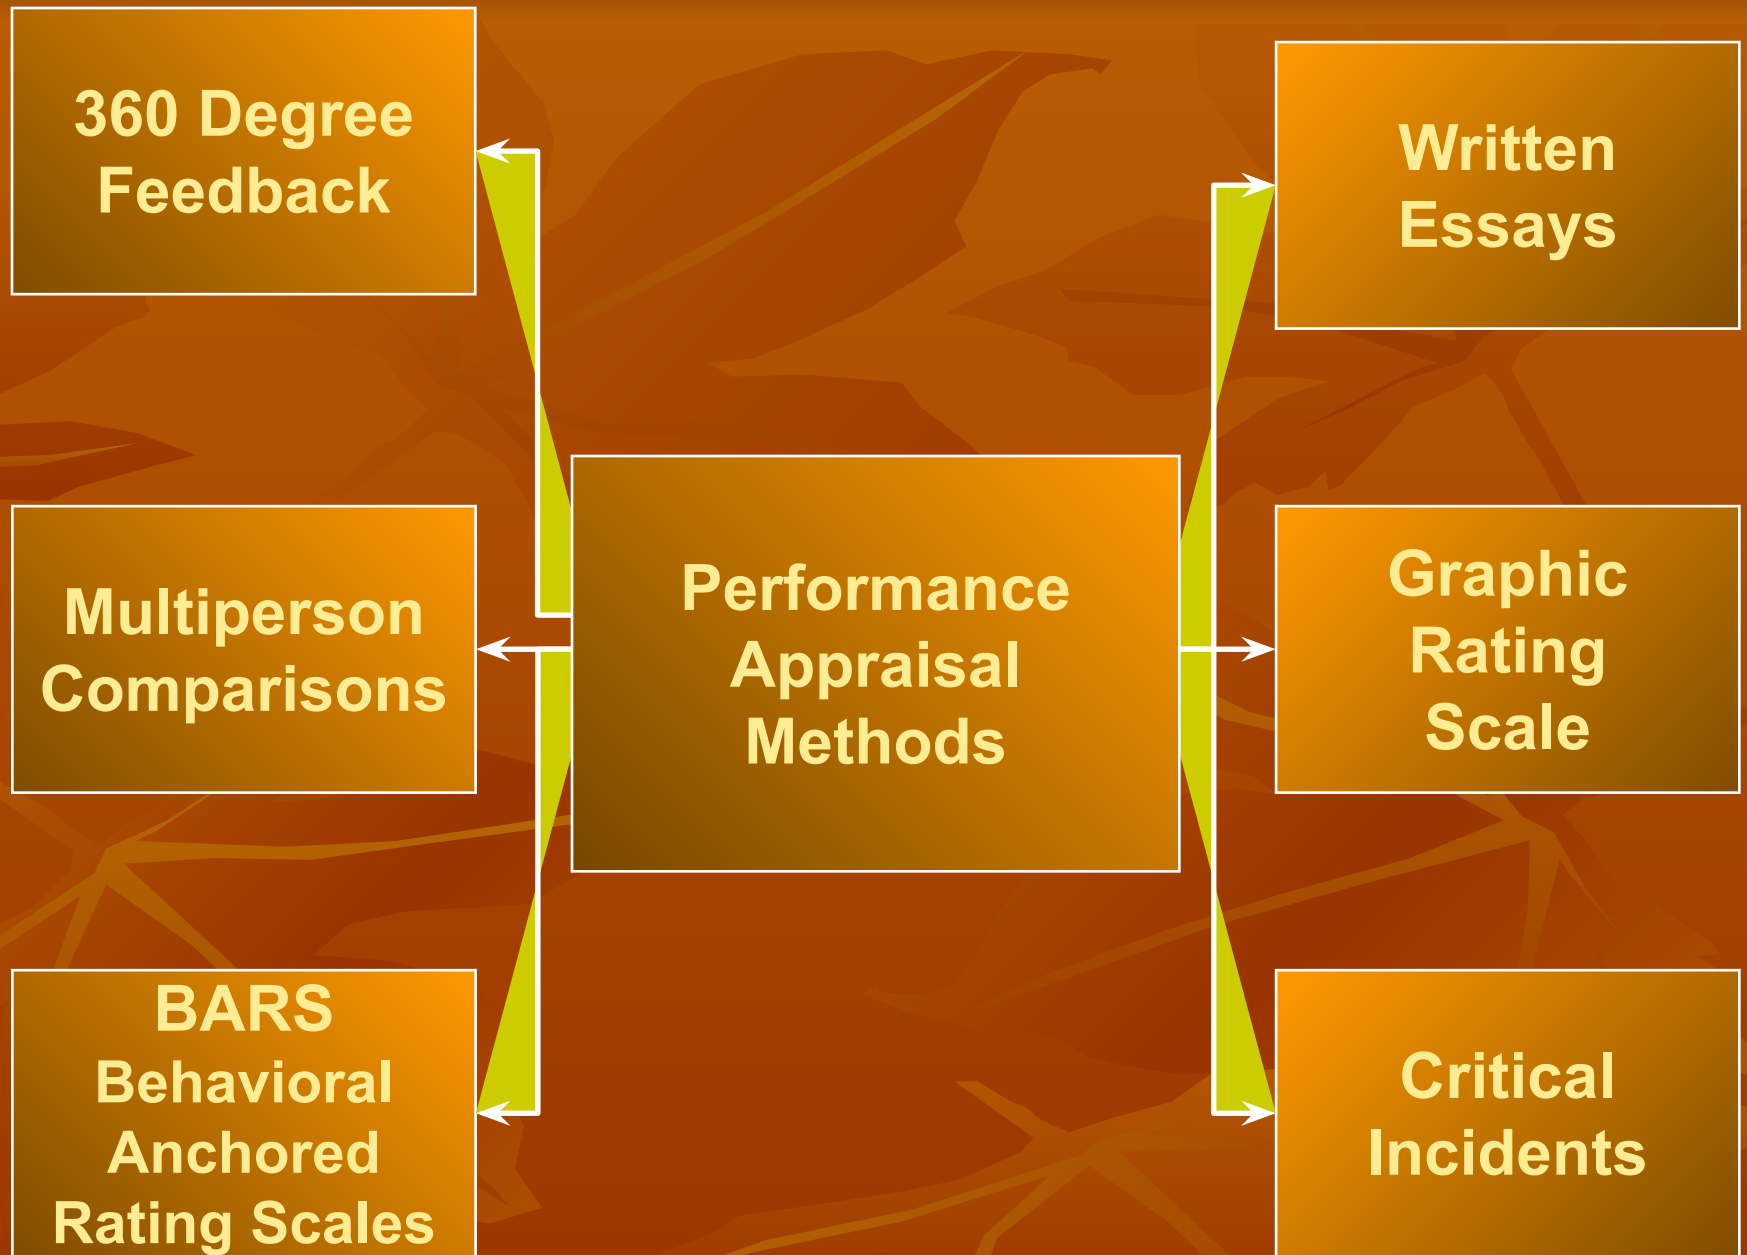 360 Degree
Feedback
Written
Essays
Multiperson
Comparisons
Performance
Appraisal
Methods
Graphic
Rating
Scale
BARS
Behavioral
Anchored
Rating Scales
Critical
Incidents